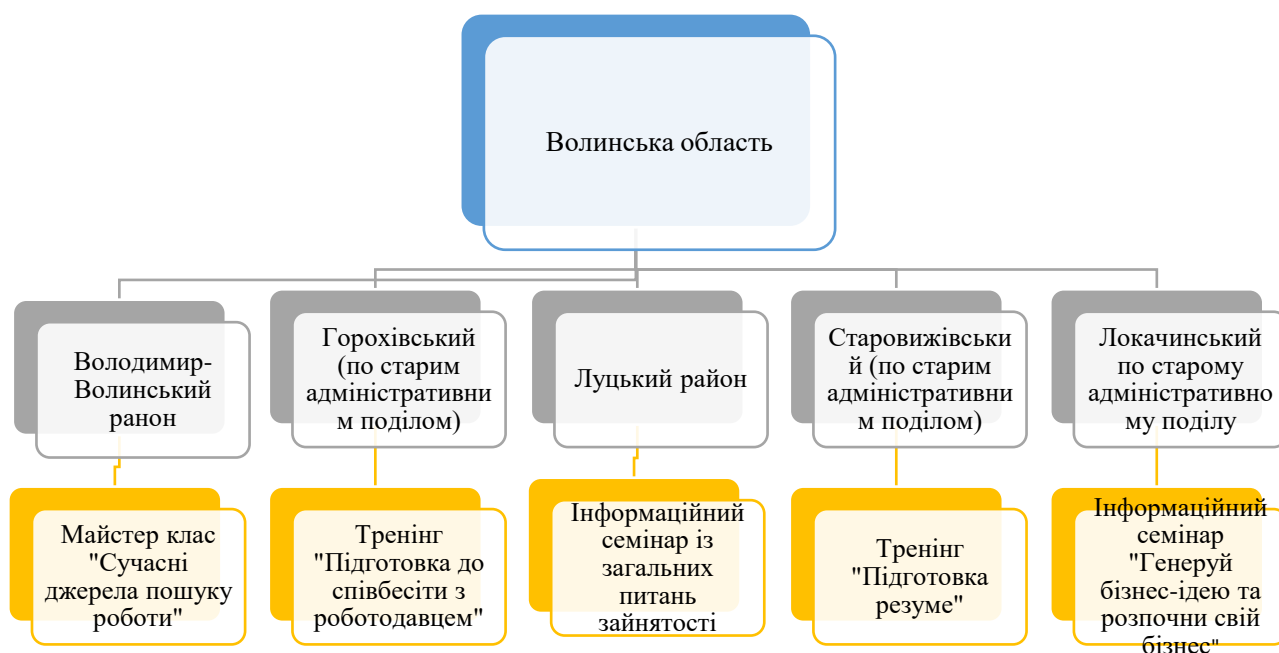 Волинська область
Володимир-
Волинський
ранон
Горохівський
(по старим
адміністративни
м поділом)
Луцький район
Старовижівськи
й (по старим
адміністративни
м поділом)
Локачинський
по старому
адміністративно
му поділу
Майстер клас
"Сучасні
джерела пошуку
роботи"
Тренінг
"Підготовка до
співбесіти з
роботодавцем"
Інформаційний
семінар із
загальних
питань
зайнятості
Тренінг
"Підготовка
резуме"
Інформаційний
семінар
"Генеруй
бізнес-ідею та
розпочни свій
бізнес"